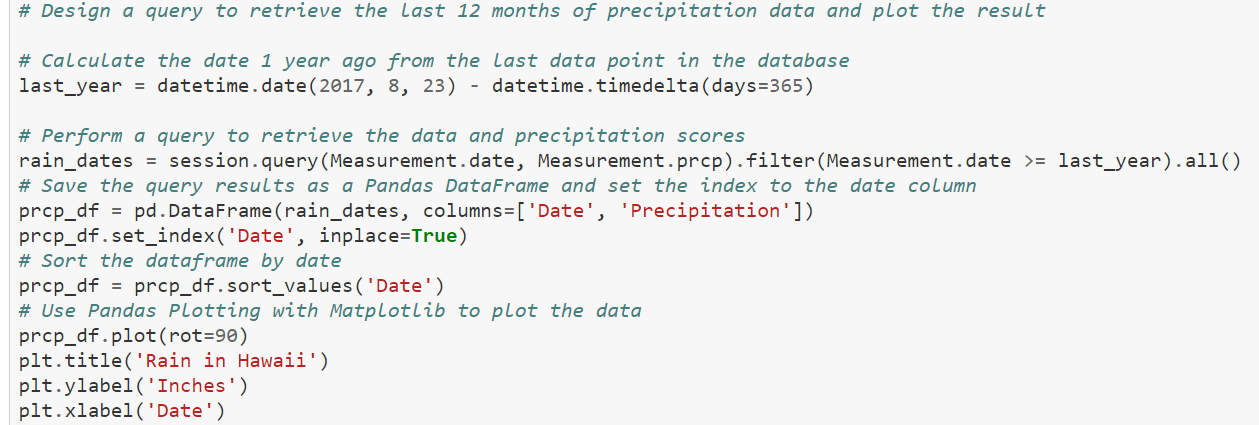 # Design a query to retrieve the last 12 months of precipitation data and plot the result
# Calculate the date 1 year ago from the last data point in the database
last_year = datetime.date(2017, 8, 23) - datetime.timedelta(days=365)
# Perform a query to retrieve the data and precipitation scores
rain_dates = session.query(Measurement.date, Measurement.prcp).filter(Measurement.date >= last_year).all()
# Save the query results as a Pandas DataFrame and set the index to the date column
prcp_df = pd.DataFrame(rain_dates, columns=['Date', 'Precipitation'])
prcp_df.set_index('Date', inplace=True)
# Sort the dataframe by date
prcp_df = prcp_df.sort_values('Date')
# Use Pandas Plotting with Matplotlib to plot the data
prcp_df.plot(rot=90)
plt.title('Rain in Hawaii')
plt.ylabel('Inches')
plt.xlabel('Date')